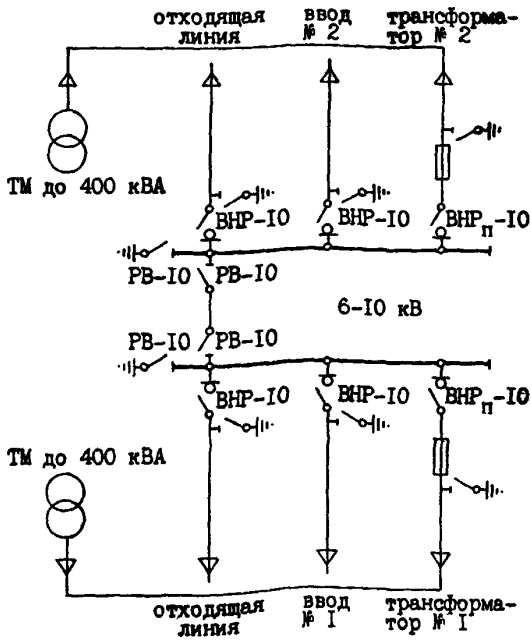 отходящая
линия
ввод
№ 2
трансформа-
тор № 2
ТМ до 400 кВА
ВНР-10
ВНР-10
ВНРп-10
РВ-10
РВ-10
6-10 кВ
РВ-10
РВ-10
ВНР-10
ВНР-10
ВНРп-10
ТМ до 400 кВА
отходящая
линия
ввод
№ 1
трансформа-
тор № 1